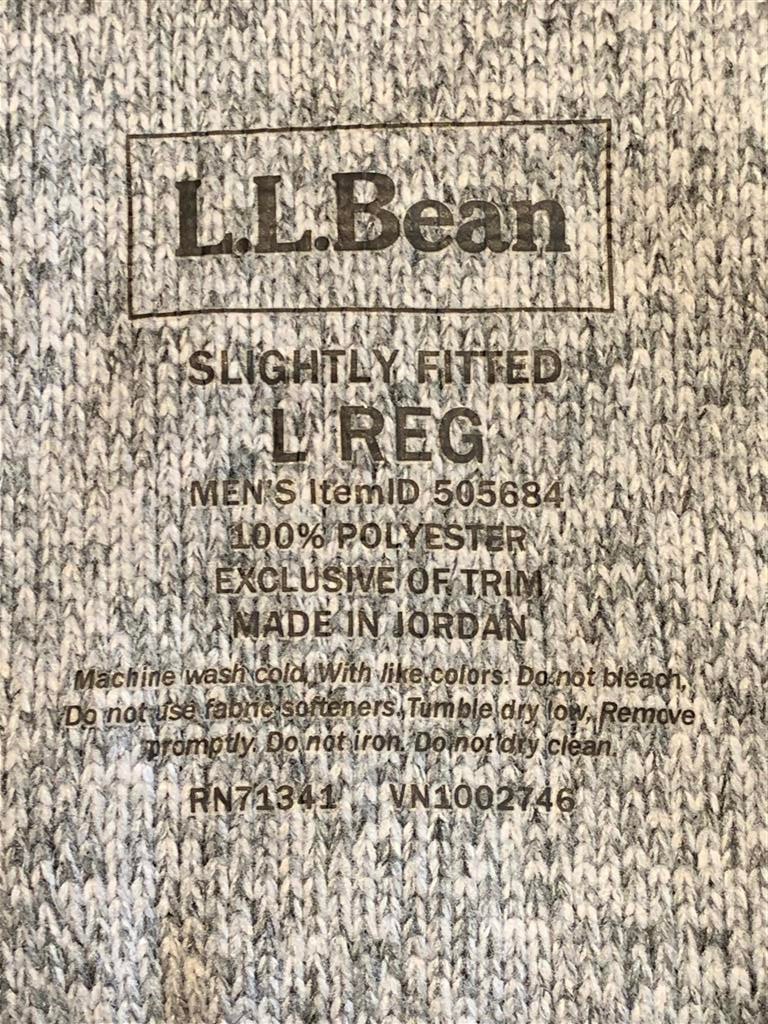 L.L.Bean
SLIGHTLY FITTED
L REG
MEN'S ItemID 505684
100% POLYESTER
EXCLUSIVE OF TRIM
MADE IN JORDAN
Machine wash cold, With like colors. Do not bleach,
Do not use fabric softeners., Tumble dry low, Remove
promptly. Do not iron. Do not dry clean.
RN71341 VN1002746